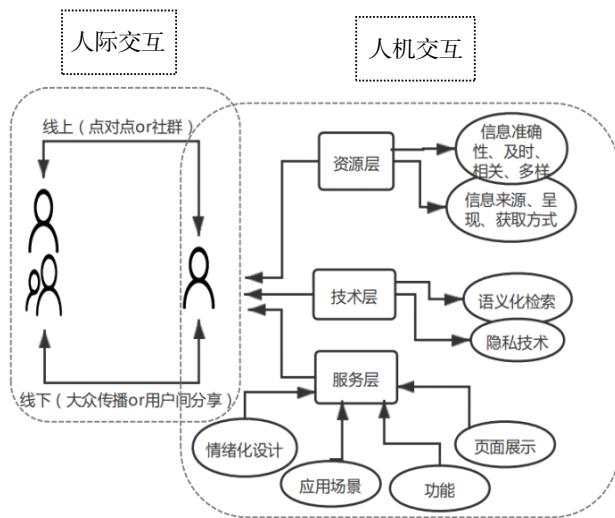 人际交互
人机交互
线上（点对点or社群）
线下（大众传播or用户间分享）
资源层
信息准确
性、及时、
相关、多样
信息来源、呈
现、获取方式
技术层
语义化检索
隐私技术
服务层
情绪化设计
应用场景
功能
页面展示